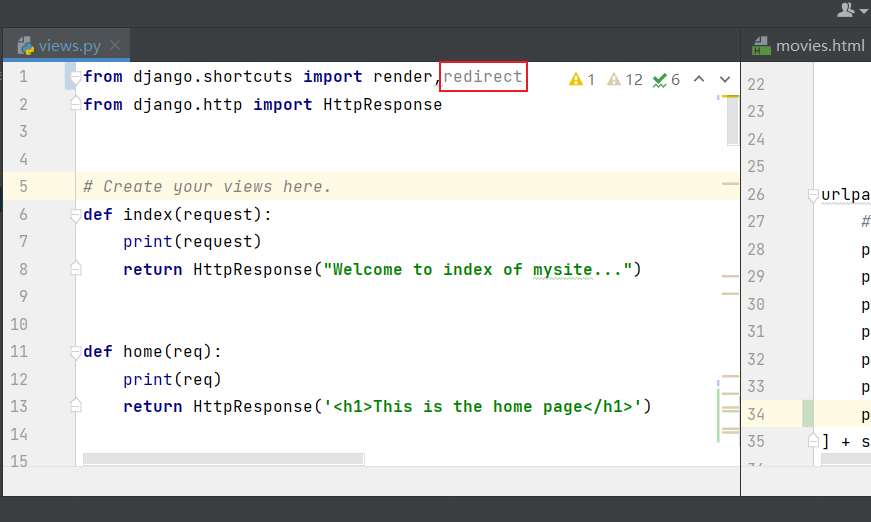 views.py
movies.html
1 from django.shortcuts import render,redirect
1 12 6
2 from django.http import HttpResponse
3
4
5 # Create your views here.
6 def index(request):
7 print(request)
8 return HttpResponse("Welcome to index of mysite...")
9
10
11 def home(req):
12 print(req)
13 return HttpResponse('<h1>This is the home page</h1>')
14
15
22
23
24
25
26 urlpa
27 #
28 p
29 p
30 p
31 p
32 p
33 p
34 p
35 ] + s